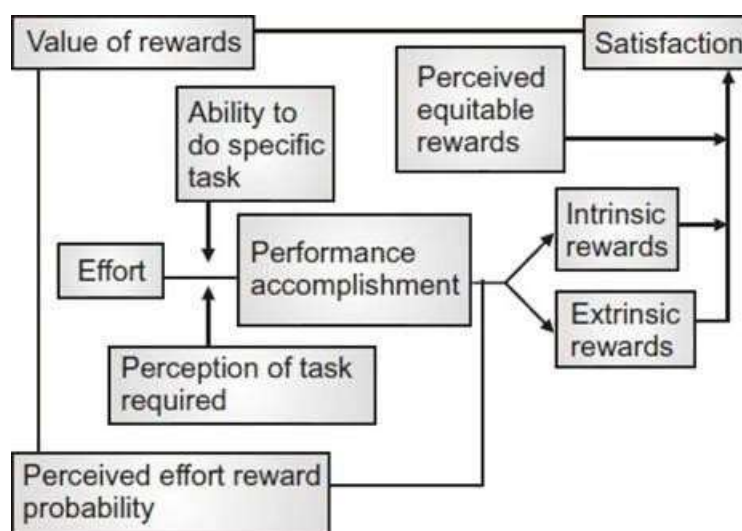 Value of rewards
Satisfaction
Perceived
equitable
rewards
Ability to
do specific
task
Intrinsic
rewards
Effort
Performance
accomplishment
Extrinsic
rewards
Perception of task
required
Perceived effort reward
probability